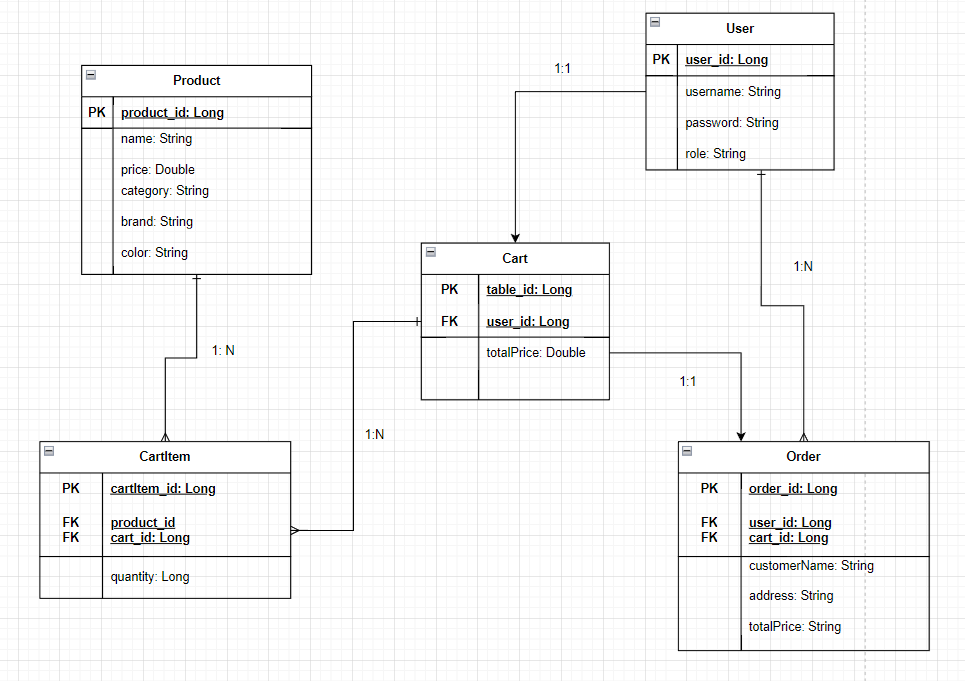 User
PK user_id: Long
username: String
password: String
role: String
1:1
Product
PK product_id: Long
name: String
price: Double
category: String
brand: String
color: String
1:N
Cart
PK table_id: Long
FK user_id: Long
totalPrice: Double
1: N
1:1
1:N
CartItem
PK cartItem_id: Long
FK product_id
FK cart_id: Long
quantity: Long
Order
PK order_id: Long
FK user_id: Long
FK cart_id: Long
customerName: String
address: String
totalPrice: String